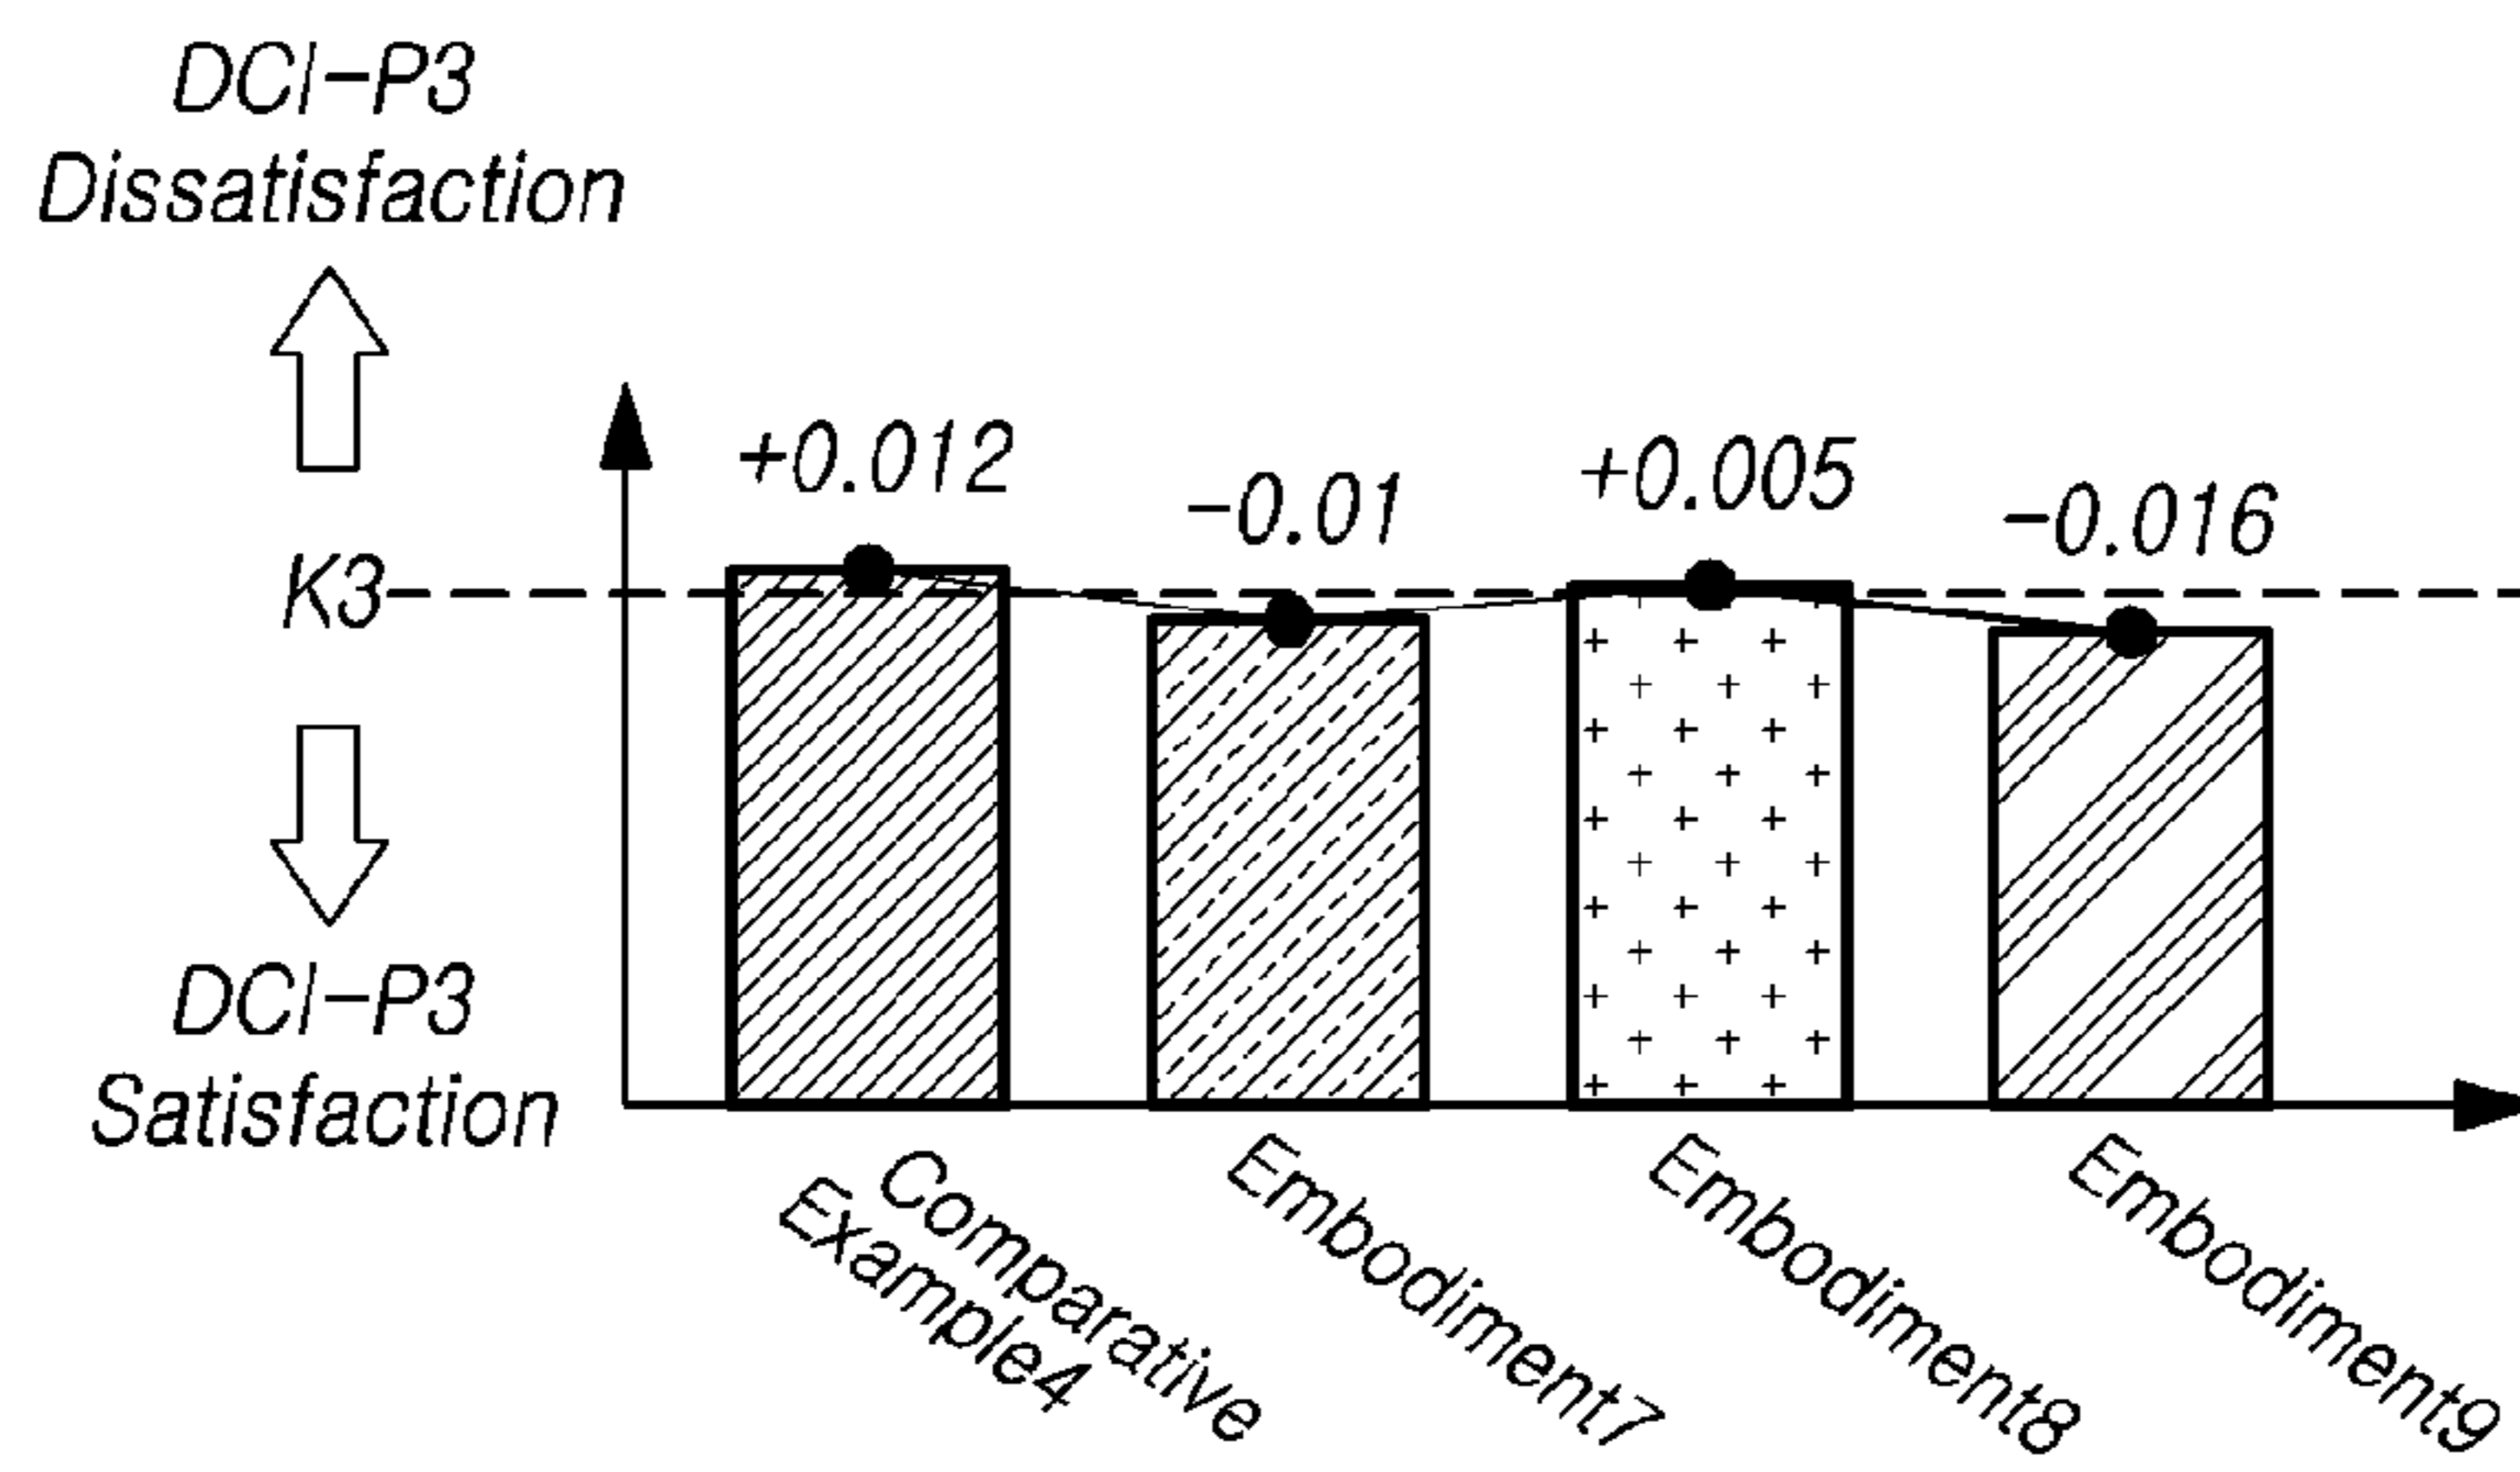 DCI-P3
Dissatisfaction
K3
DCI-P3
Satisfaction
+0.012
-0.01
+0.005
-0.016
Comparative
Example4
Embodiment7
Embodiment8
Embodiment9